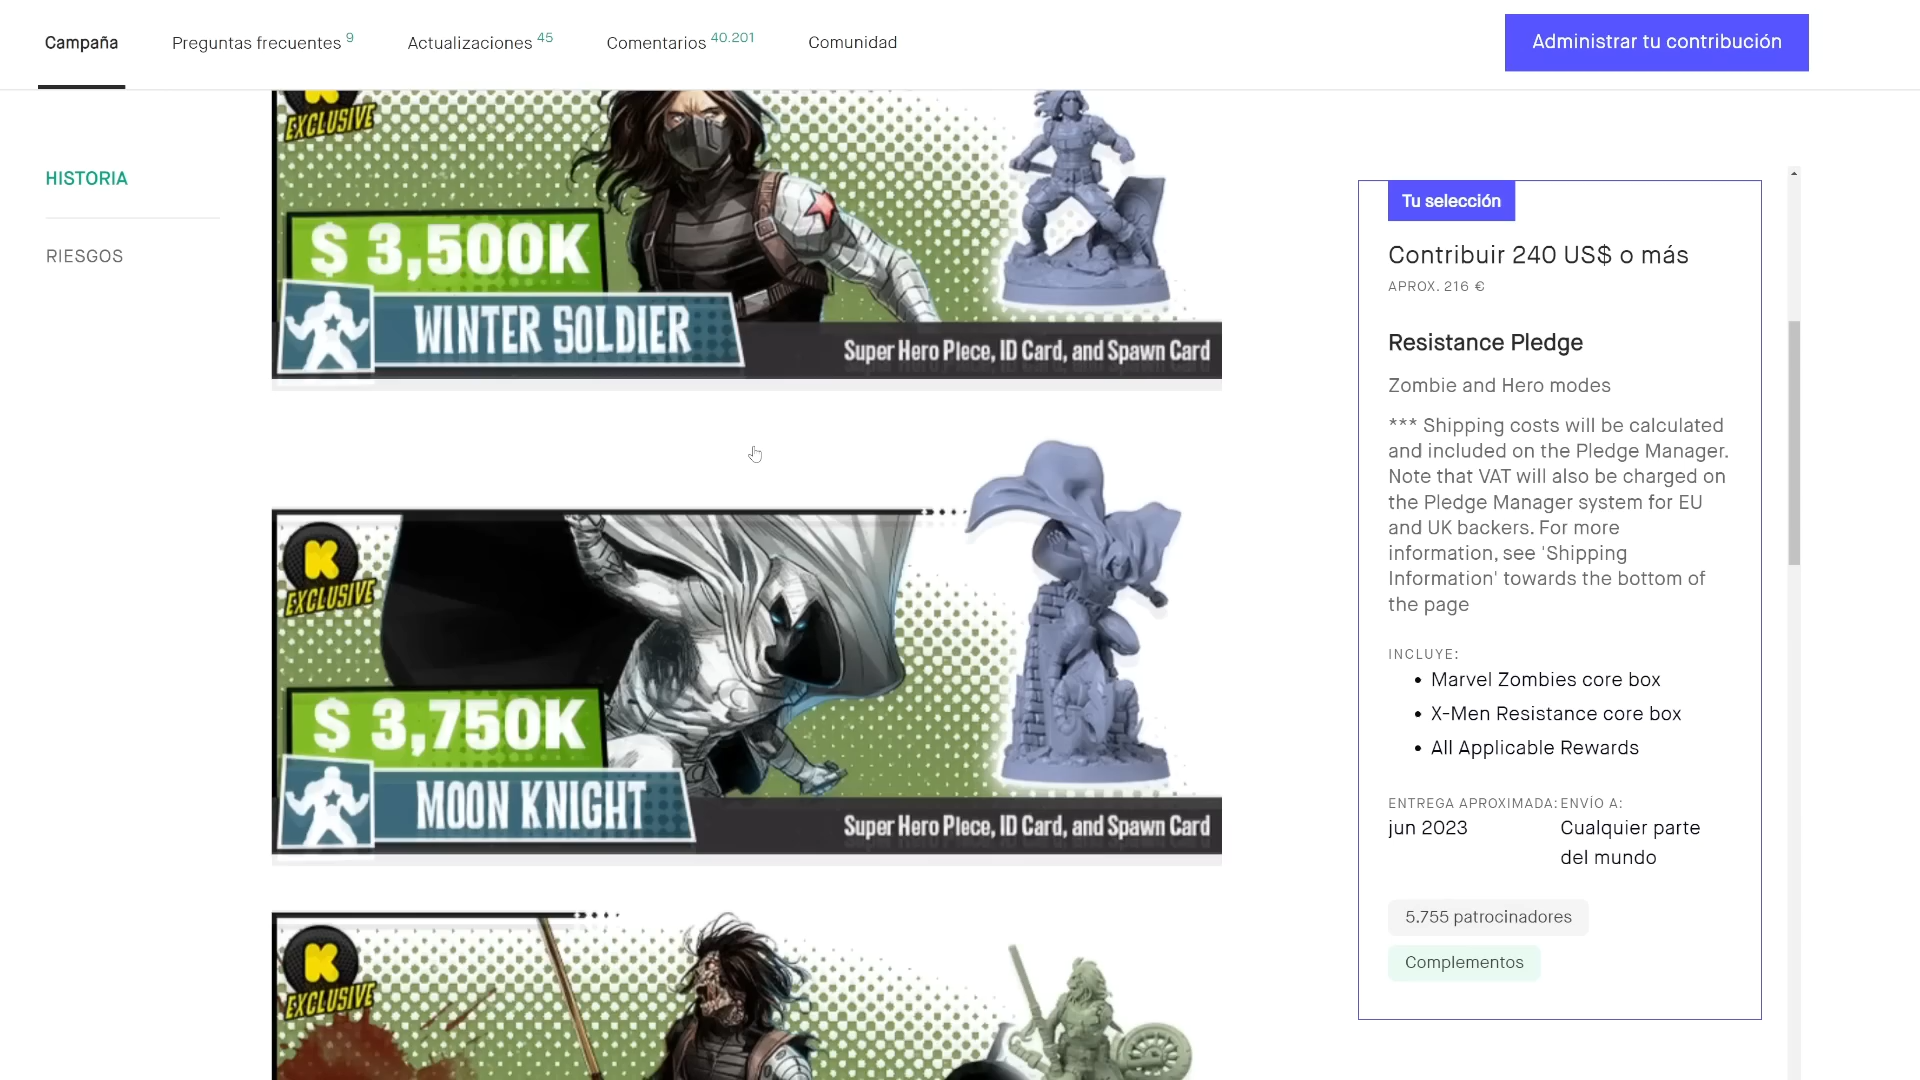 Campaña
Preguntas frecuentes 9
Actualizaciones 45
Comentarios 40.201
Comunidad
Administrar tu contribución
HISTORIA
RIESGOS
K
EXCLUSIVE
$ 3,500K
WINTER SOLDIER
Super Hero Piece, ID Card, and Spawn Card
K
EXCLUSIVE
$ 3,750K
MOON KNIGHT
Super Hero Piece, ID Card, and Spawn Card
K
EXCLUSIVE
Tu selección
Contribuir 240 US$ o más
APROX. 216 €
Resistance Pledge
Zombie and Hero modes
*** Shipping costs will be calculated
and included on the Pledge Manager.
Note that VAT will also be charged on
the Pledge Manager system for EU
and UK backers. For more
information, see 'Shipping
Information' towards the bottom of
the page
INCLUYE:
• Marvel Zombies core box
• X-Men Resistance core box
• All Applicable Rewards
ENTREGA APROXIMADA: ENVÍO A:
jun 2023 Cualquier parte
del mundo
5.755 patrocinadores
Complementos